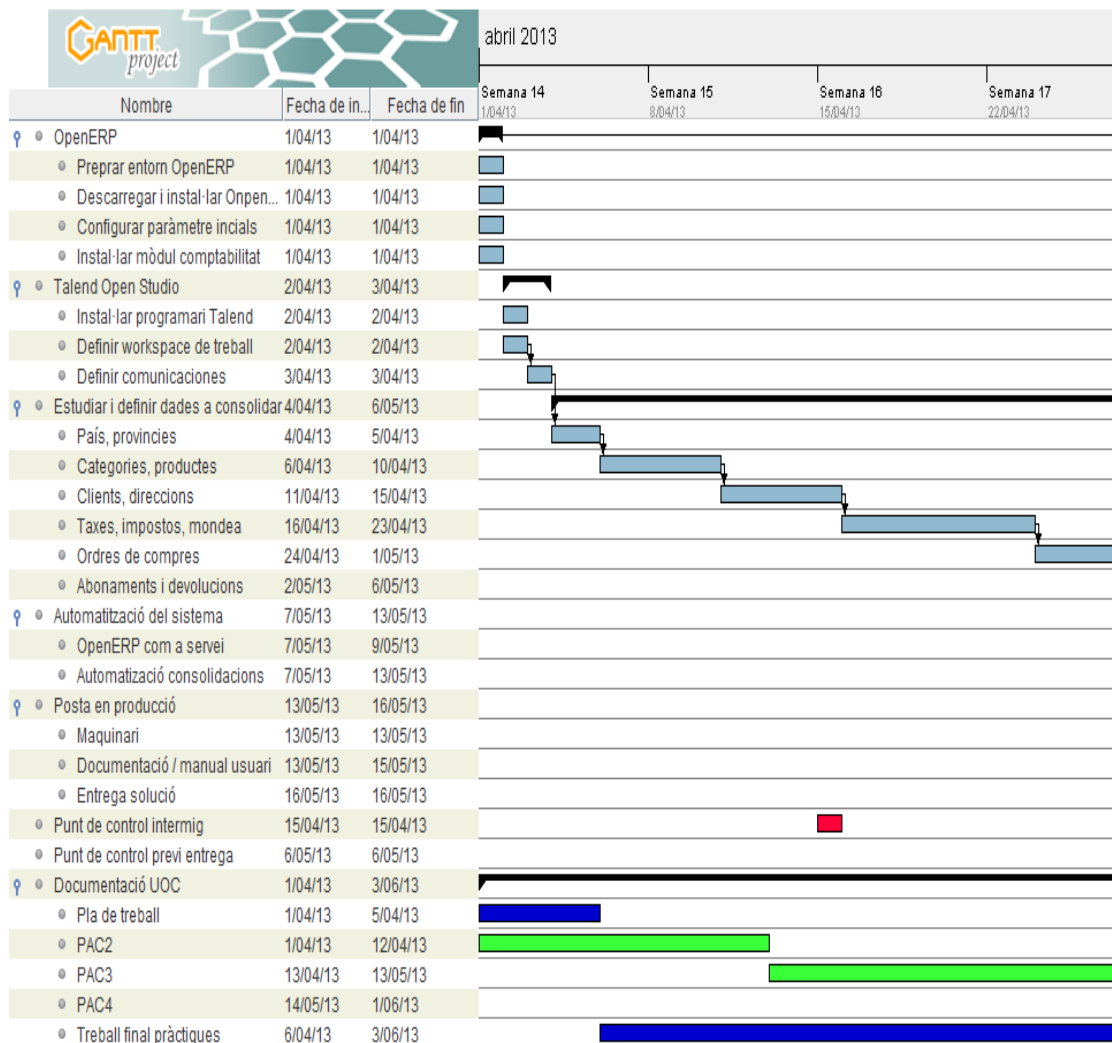 GANTT
project
abril 2013
Semana 14 Semana 15 Semana 16 Semana 17
1/04/13 8/04/13 15/04/13 22/04/13
Nombre Fecha de in... Fecha de fin
OpenERP 1/04/13 1/04/13
Preprar entorn OpenERP 1/04/13 1/04/13
Descarregar i instal·lar Onpen... 1/04/13 1/04/13
Configurar paràmetre incials 1/04/13 1/04/13
Instal·lar mòdul comptabilitat 1/04/13 1/04/13
Talend Open Studio 2/04/13 3/04/13
Instal·lar programari Talend 2/04/13 2/04/13
Definir workspace de treball 2/04/13 2/04/13
Definir comunicaciones 3/04/13 3/04/13
Estudiar i definir dades a consolidar 4/04/13 6/05/13
País, provincies 4/04/13 5/04/13
Categories, productes 6/04/13 10/04/13
Clients, direccions 11/04/13 15/04/13
Taxes, impostos, mondea 16/04/13 23/04/13
Ordres de compres 24/04/13 1/05/13
Abonaments i devolucions 2/05/13 6/05/13
Automatització del sistema 7/05/13 13/05/13
OpenERP com a servei 7/05/13 9/05/13
Automatizació consolidacions 7/05/13 13/05/13
Posta en producció 13/05/13 16/05/13
Maquinari 13/05/13 13/05/13
Documentació / manual usuari 13/05/13 15/05/13
Entrega solució 16/05/13 16/05/13
Punt de control intermig 15/04/13 15/04/13
Punt de control previ entrega 6/05/13 6/05/13
Documentació UOC 1/04/13 3/06/13
Pla de treball 1/04/13 5/04/13
PAC2 1/04/13 12/04/13
PAC3 13/04/13 13/05/13
PAC4 14/05/13 1/06/13
Treball final pràctiques 6/04/13 3/06/13